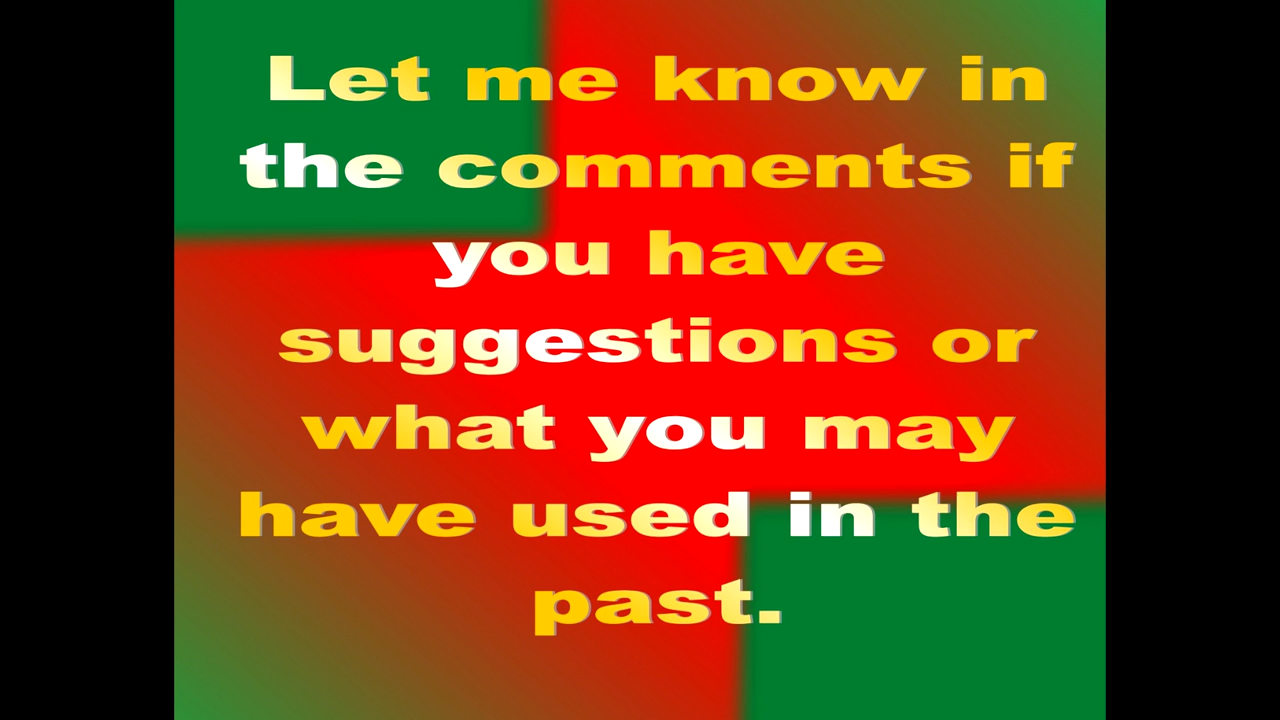 Let me know in
the comments if
you have
suggestions or
what you may
have used in the
past.